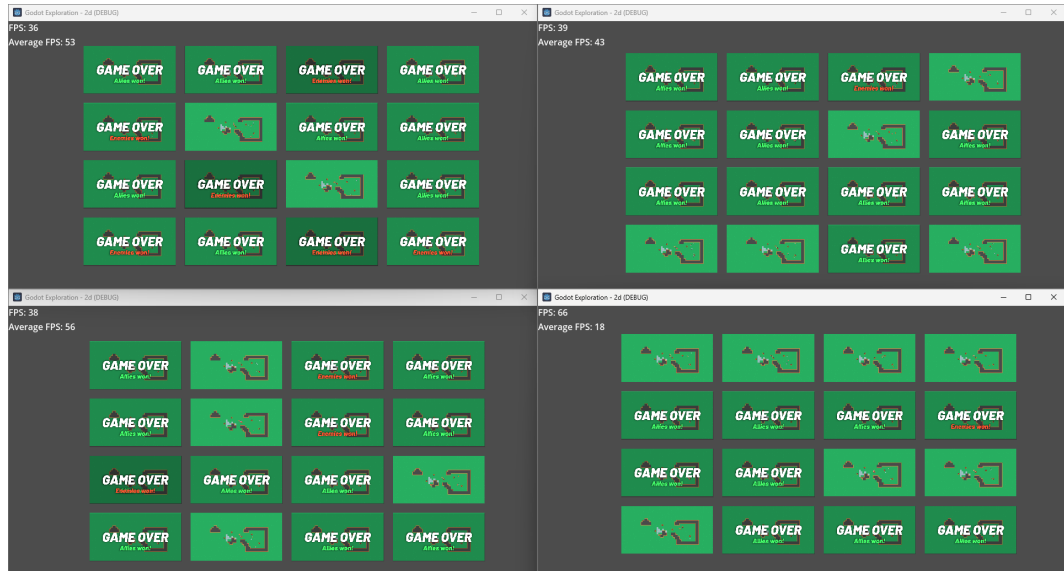 Godot Exploration - 2d (DEBUG)
FPS: 36
Average FPS: 53
GAME OVER GAME OVER GAME OVER GAME OVER
Allies won! Allies won! Enemies won! Allies won!
GAME OVER GAME OVER GAME OVER
Enemies won! Allies won! Allies won!
GAME OVER GAME OVER GAME OVER
Allies won! Enemies won! Allies won!
GAME OVER GAME OVER GAME OVER GAME OVER
Enemies won! Allies won! Enemies won! Enemies won!
Godot Exploration - 2d (DEBUG)
FPS: 39
Average FPS: 43
GAME OVER GAME OVER GAME OVER
Allies won! Allies won! Enemies won!
GAME OVER GAME OVER GAME OVER
Allies won! Allies won! Allies won!
GAME OVER GAME OVER GAME OVER GAME OVER
Allies won! Allies won! Allies won! Allies won!
GAME OVER
Allies won!
Godot Exploration - 2d (DEBUG)
FPS: 38
Average FPS: 56
GAME OVER GAME OVER GAME OVER
Allies won! Enemies won! Allies won!
GAME OVER GAME OVER GAME OVER
Allies won! Enemies won! Allies won!
GAME OVER GAME OVER GAME OVER
Enemies won! Allies won! Allies won!
GAME OVER GAME OVER GAME OVER
Allies won! Allies won! Allies won!
Godot Exploration - 2d (DEBUG)
FPS: 66
Average FPS: 18
GAME OVER GAME OVER GAME OVER GAME OVER
Allies won! Allies won! Allies won! Enemies won!
GAME OVER GAME OVER
Allies won! Allies won!
GAME OVER GAME OVER GAME OVER
Allies won! Allies won! Allies won!